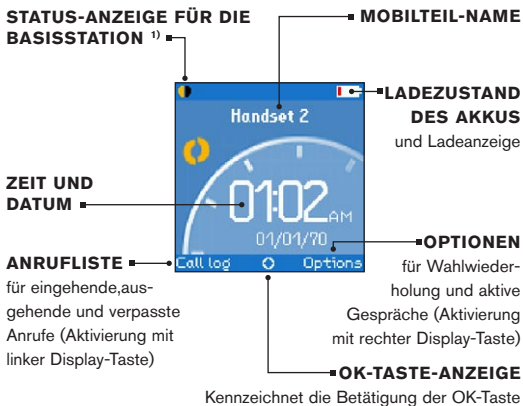 STATUS-ANZEIGE FÜR DIE
BASISSTATION ¹⁾
MOBILTEIL-NAME
LADEZUSTAND
DES AKKUS
und Ladeanzeige
Handset 2
ZEIT UND
DATUM
01:02 AM
01/01/70
Call log
Options
ANRUFLISTE
für eingehende,aus-
gehende und verpasste
Anrufe (Aktivierung mit
linker Display-Taste)
OPTIONEN
für Wahlwieder-
holung und aktive
Gespräche (Aktivierung
mit rechter Display-Taste)
OK-TASTE-ANZEIGE
Kennzeichnet die Betätigung der OK-Taste